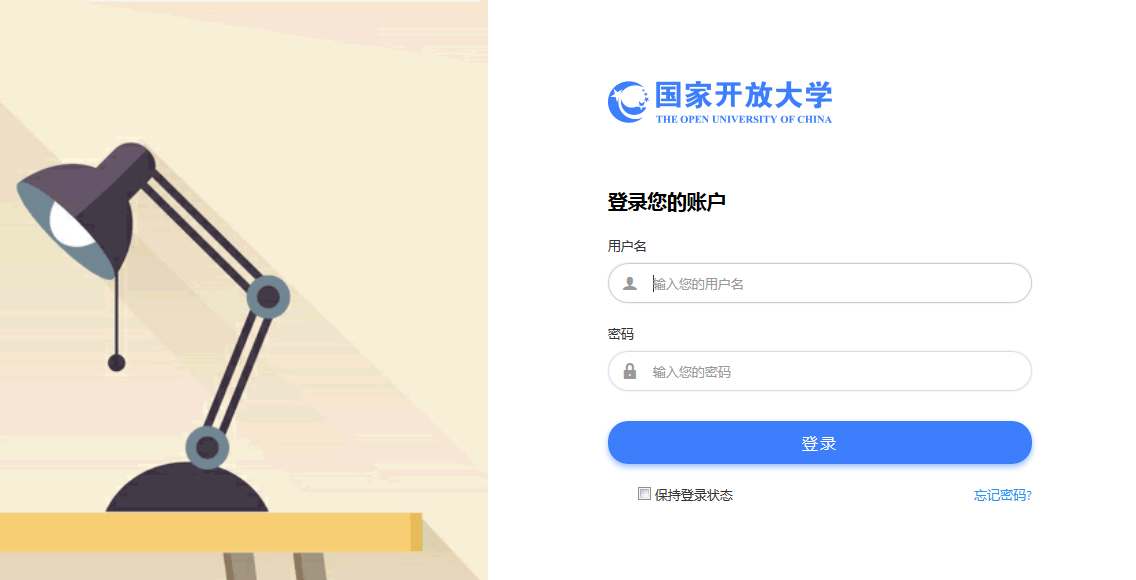 国家开放大学
THE OPEN UNIVERSITY OF CHINA
登录您的账户
用户名
输入您的用户名
密码
输入您的密码
登录
保持登录状态 忘记密码?